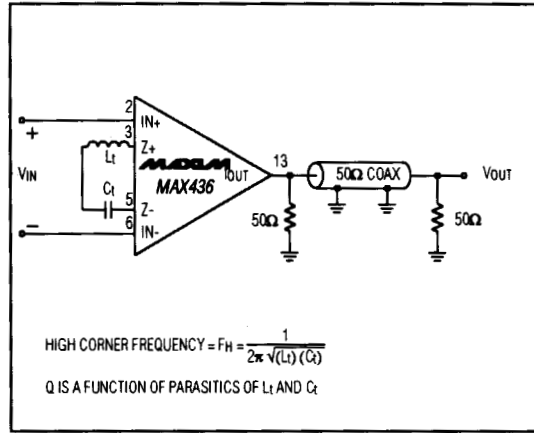 2
IN+
+
3
Z+
Lt
MAXIM
IOUT
13
50Ω COAX
VOUT
VIN
MAX436
Ct
5
Z-
50Ω
50Ω
6
IN-
−
HIGH CORNER FREQUENCY = FH = 1
2π √(Lt) (Ct)
Q IS A FUNCTION OF PARASITICS OF Lt AND Ct